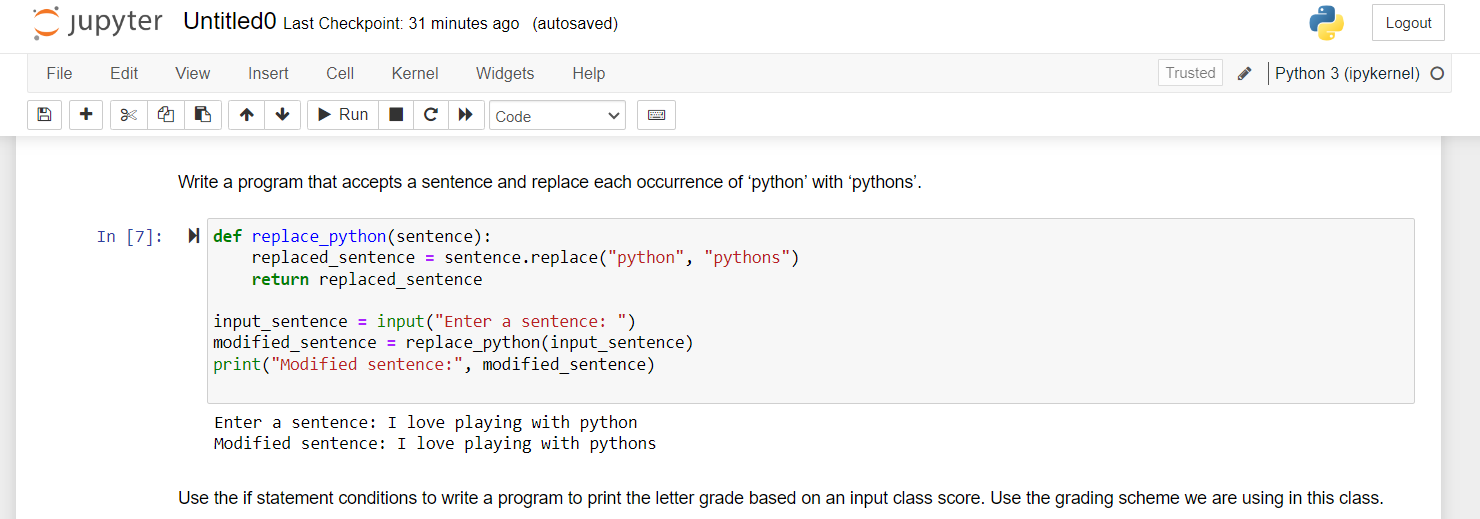 jupyter Untitled0 Last Checkpoint: 31 minutes ago (autosaved) Logout
File Edit View Insert Cell Kernel Widgets Help Trusted Python 3 (ipykernel)
Run Code
Write a program that accepts a sentence and replace each occurrence of ‘python’ with ‘pythons’.
In [7]: def replace_python(sentence):
    replaced_sentence = sentence.replace("python", "pythons")
    return replaced_sentence
input_sentence = input("Enter a sentence: ")
modified_sentence = replace_python(input_sentence)
print("Modified sentence:", modified_sentence)
Enter a sentence: I love playing with python
Modified sentence: I love playing with pythons
Use the if statement conditions to write a program to print the letter grade based on an input class score. Use the grading scheme we are using in this class.